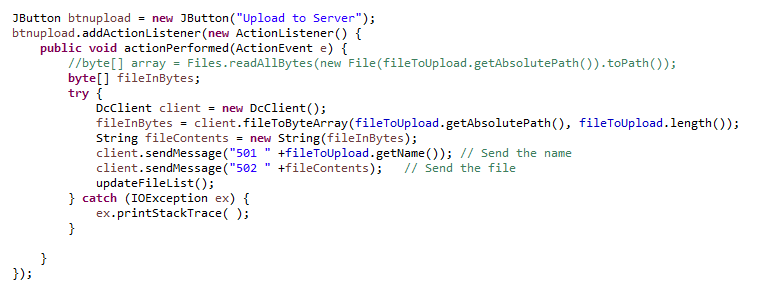 JButton btnupload = new JButton("Upload to Server");
btnupload.addActionListener(new ActionListener() {
    public void actionPerformed(ActionEvent e) {
        //byte[] array = Files.readAllBytes(new File(fileToUpload.getAbsolutePath()).toPath());
        byte[] fileInBytes;
        try {
            DcClient client = new DcClient();
            fileInBytes = client.fileToByteArray(fileToUpload.getAbsolutePath(), fileToUpload.length());
            String fileContents = new String(fileInBytes);
            client.sendMessage("501 " +fileToUpload.getName()); // Send the name
            client.sendMessage("502 " +fileContents);   // Send the file
            updateFileList();
        } catch (IOException ex) {
            ex.printStackTrace( );
        }

    }
});